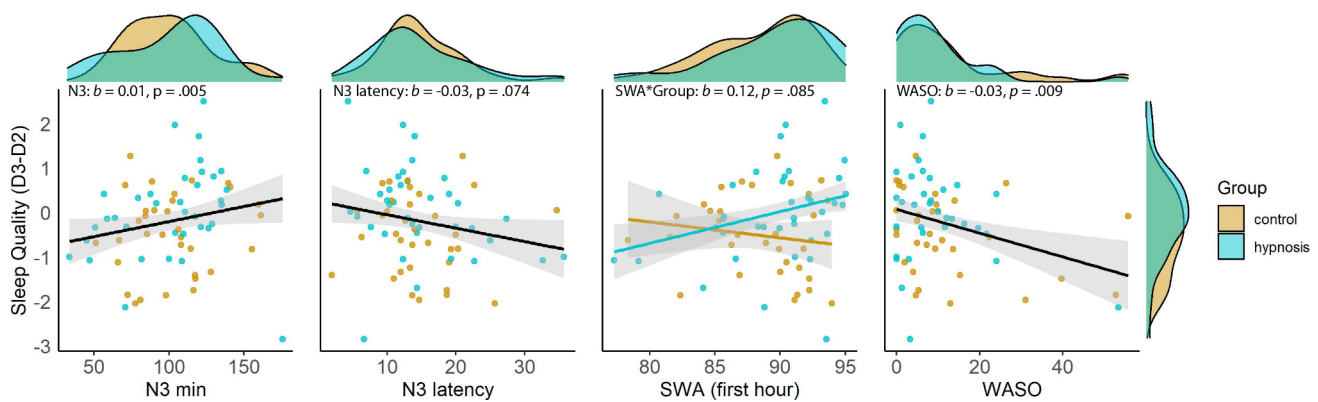 N3: b = 0.01, p = .005
N3 latency: b = -0.03, p = .074
SWA*Group: b = 0.12, p = .085
WASO: b = -0.03, p = .009
Sleep Quality (D3-D2)
2
1
0
-1
-2
-3
50 100 150
10 20 30
80 85 90 95
0 20 40
N3 min
N3 latency
SWA (first hour)
WASO
Group
control
hypnosis